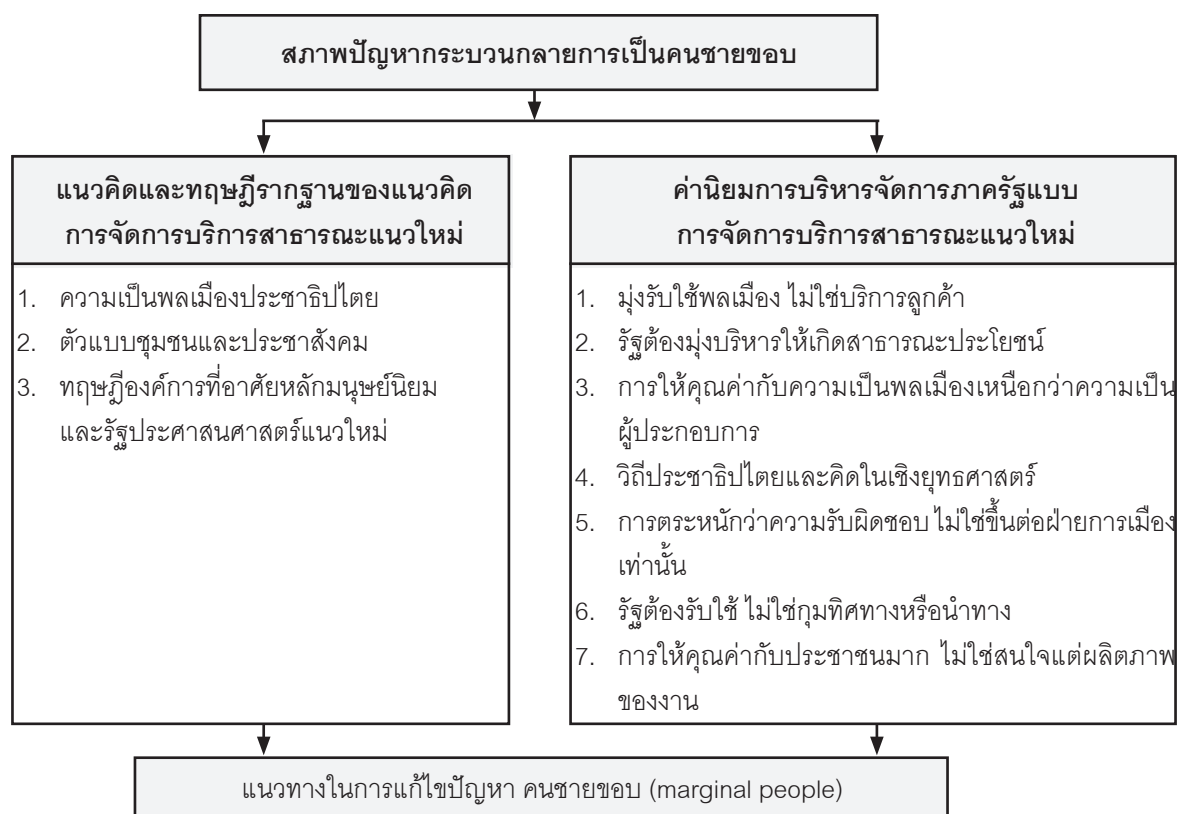 สภาพปัญหากระบวนกลายการเป็นคนชายขอบ
แนวคิดและทฤษฎีรากฐานของแนวคิด
การจัดการบริการสาธารณะแนวใหม่
1. ความเป็นพลเมืองประชาธิปไตย
2. ตัวแบบชุมชนและประชาสังคม
3. ทฤษฎีองค์การที่อาศัยหลักมนุษย์นิยม
และรัฐประศาสนศาสตร์แนวใหม่
ค่านิยมการบริหารจัดการภาครัฐแบบ
การจัดการบริการสาธารณะแนวใหม่
1. มุ่งรับใช้พลเมือง ไม่ใช่บริการลูกค้า
2. รัฐต้องมุ่งบริหารให้เกิดสาธารณะประโยชน์
3. การให้คุณค่ากับความเป็นพลเมืองเหนือกว่าความเป็น
ผู้ประกอบการ
4. วิถีประชาธิปไตยและคิดในเชิงยุทธศาสตร์
5. การตระหนักว่าความรับผิดชอบ ไม่ใช่ขึ้นต่อฝ่ายการเมือง
เท่านั้น
6. รัฐต้องรับใช้ ไม่ใช่กุมทิศทางหรือนำทาง
7. การให้คุณค่ากับประชาชนมาก ไม่ใช่สนใจแต่ผลิตภาพ
ของงาน
แนวทางในการแก้ไขปัญหา คนชายขอบ (marginal people)